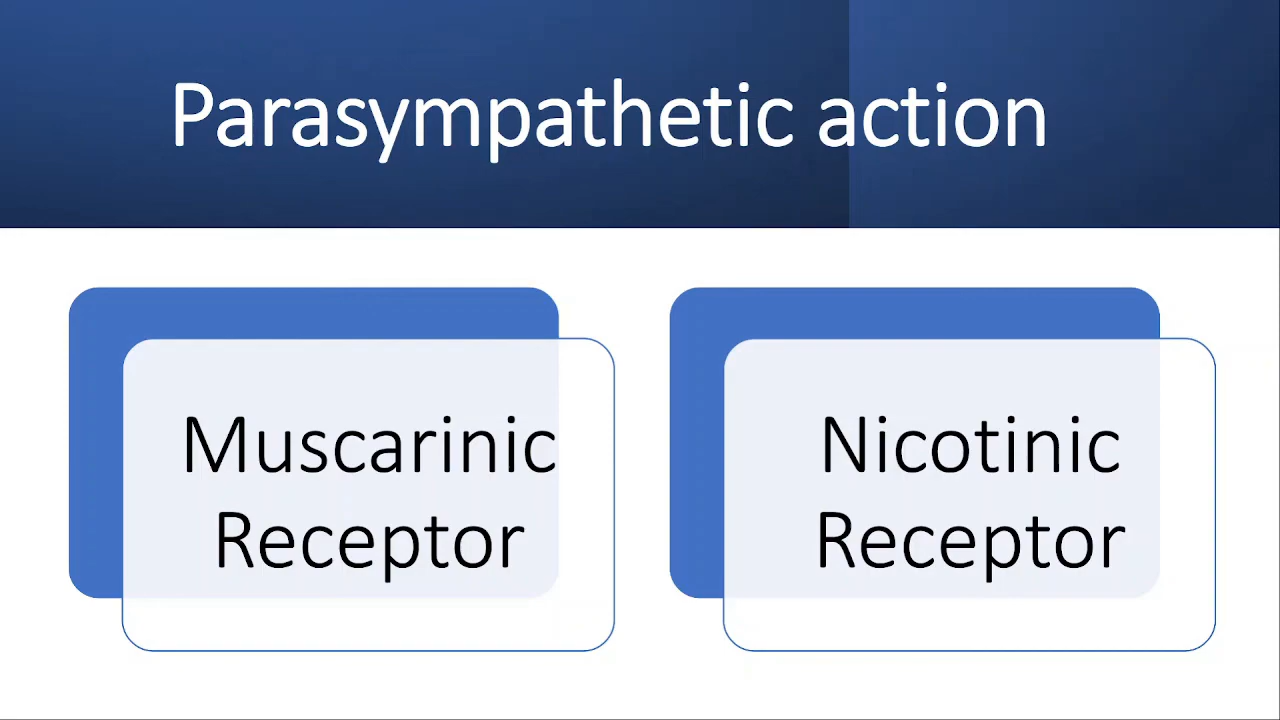 Parasympathetic action
Muscarinic
Receptor
Nicotinic
Receptor